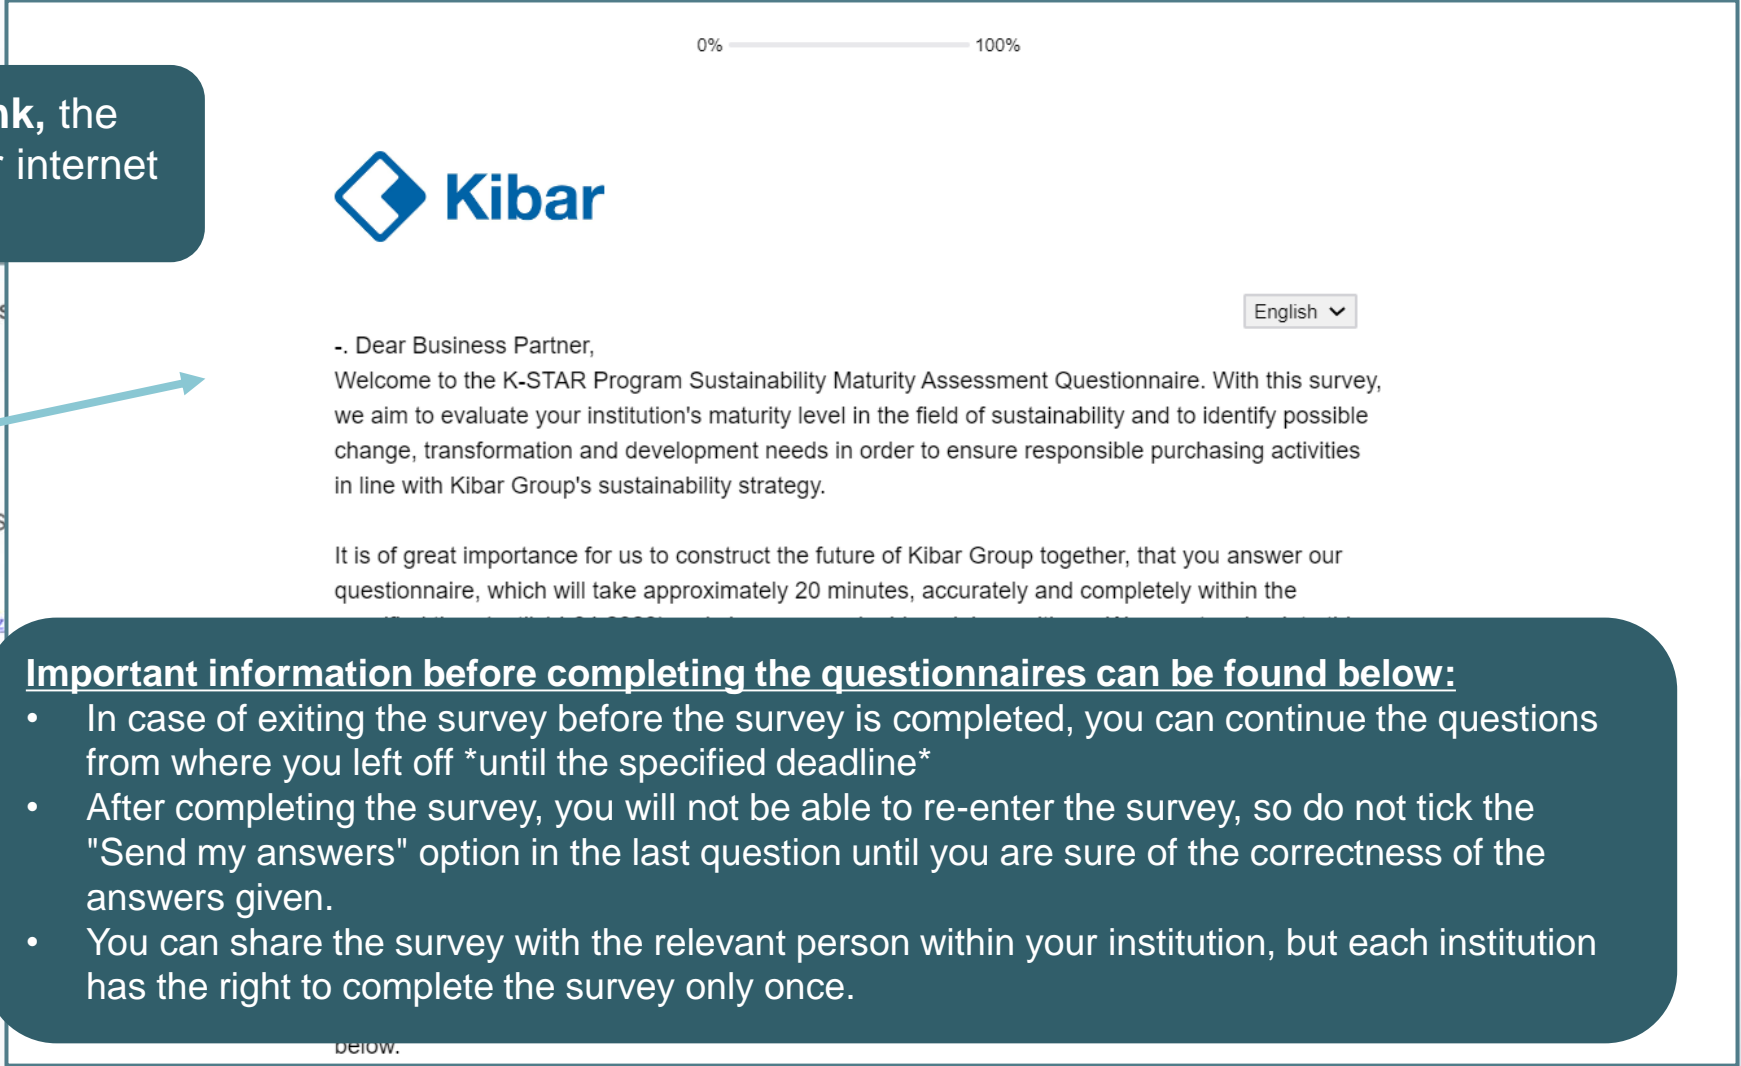 0% 100%
nk, the
r internet
Kibar
English
-. Dear Business Partner,
Welcome to the K-STAR Program Sustainability Maturity Assessment Questionnaire. With this survey,
we aim to evaluate your institution's maturity level in the field of sustainability and to identify possible
change, transformation and development needs in order to ensure responsible purchasing activities
in line with Kibar Group's sustainability strategy.
It is of great importance for us to construct the future of Kibar Group together, that you answer our
questionnaire, which will take approximately 20 minutes, accurately and completely within the
Important information before completing the questionnaires can be found below:
• In case of exiting the survey before the survey is completed, you can continue the questions
from where you left off *until the specified deadline*
• After completing the survey, you will not be able to re-enter the survey, so do not tick the
"Send my answers" option in the last question until you are sure of the correctness of the
answers given.
• You can share the survey with the relevant person within your institution, but each institution
has the right to complete the survey only once.
below.